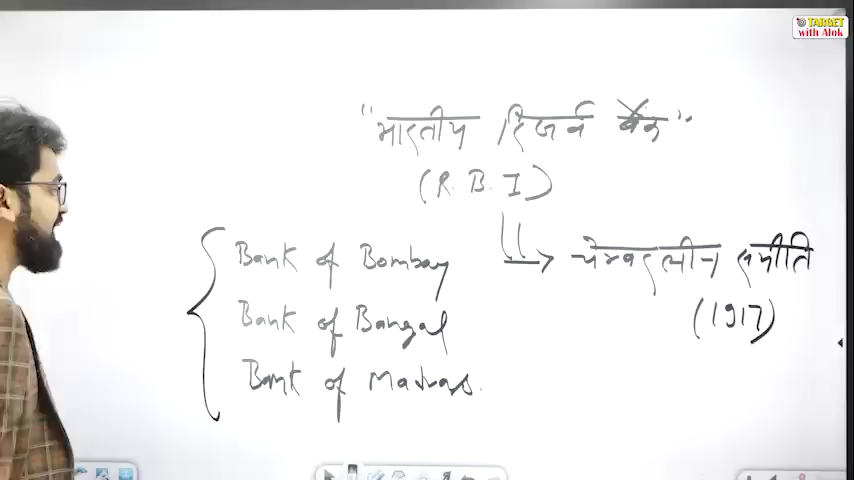 TARGET
with Alok
"भारतीय रिजर्व बैंक"
(R.B.I)
Bank of Bombay
Bank of Bangal
Bank of Madras.
चेम्बरलीन समीति
(1917)